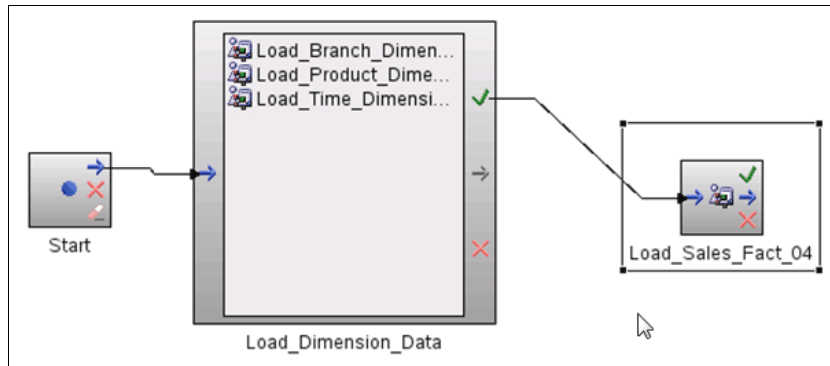 Load_Branch_Dimen...
Load_Product_Dime...
Load_Time_Dimensi...
Start
Load_Sales_Fact_04
Load_Dimension_Data